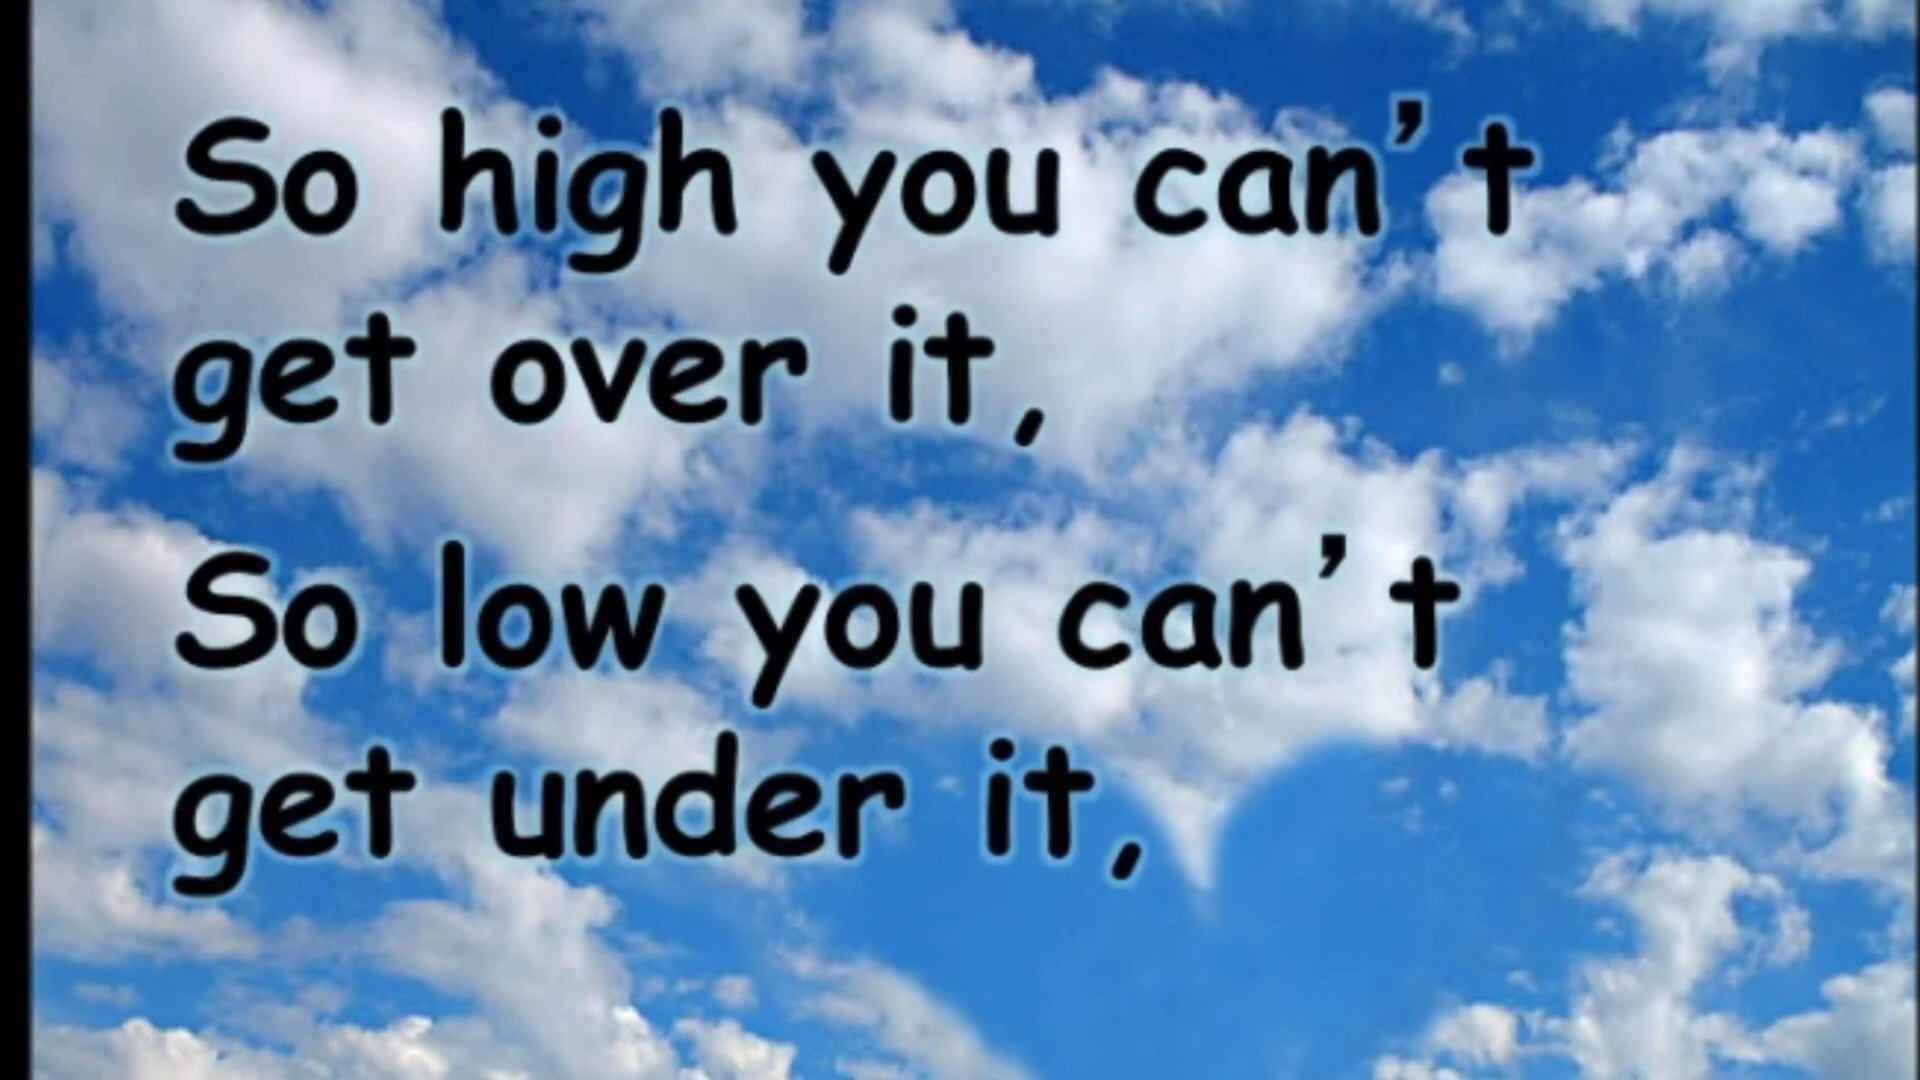 So high you can't
get over it,
So low you can't
get under it,